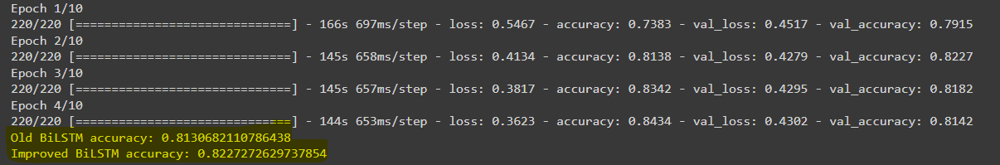 Epoch 1/10
220/220 [==============================] - 166s 697ms/step - loss: 0.5467 - accuracy: 0.7383 - val_loss: 0.4517 - val_accuracy: 0.7915
Epoch 2/10
220/220 [==============================] - 145s 658ms/step - loss: 0.4134 - accuracy: 0.8138 - val_loss: 0.4279 - val_accuracy: 0.8227
Epoch 3/10
220/220 [==============================] - 145s 657ms/step - loss: 0.3817 - accuracy: 0.8342 - val_loss: 0.4295 - val_accuracy: 0.8182
Epoch 4/10
220/220 [==============================] - 144s 653ms/step - loss: 0.3623 - accuracy: 0.8434 - val_loss: 0.4302 - val_accuracy: 0.8142
Old BiLSTM accuracy: 0.8130682110786438
Improved BiLSTM accuracy: 0.8227272629737854